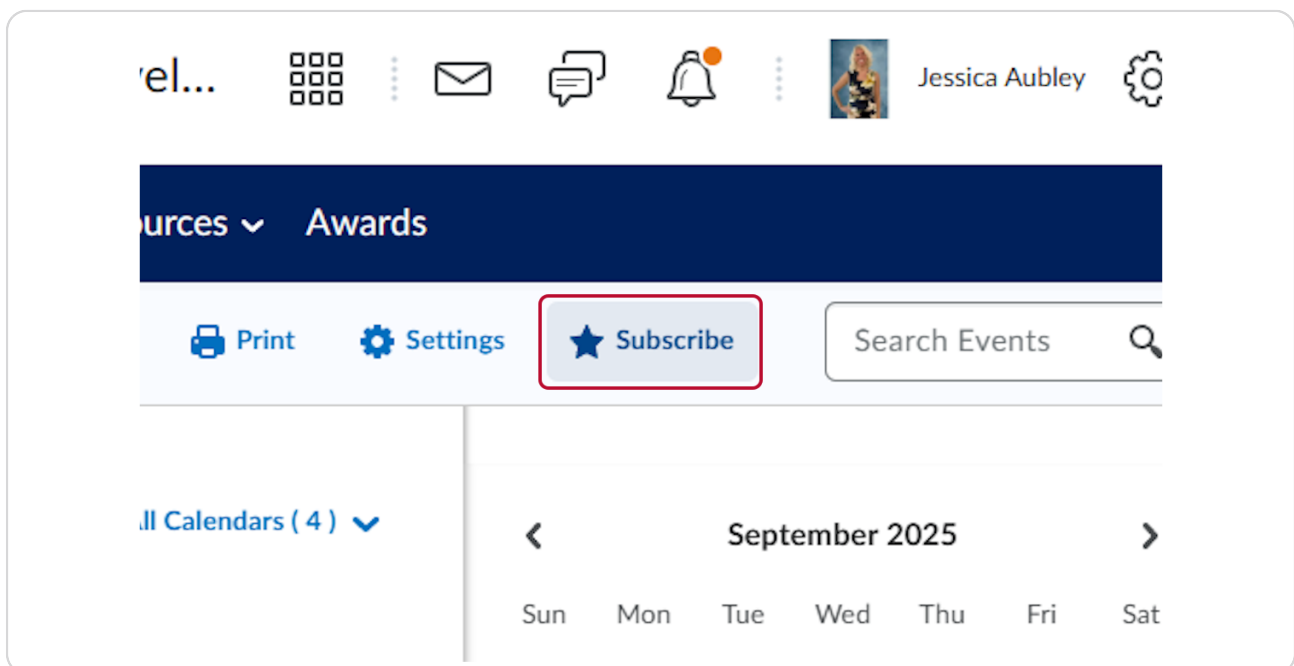 vel...
Jessica Aubley
urces
Awards
Print
Settings
Subscribe
Search Events
ll Calendars ( 4 )
September 2025
Sun Mon Tue Wed Thu Fri Sat